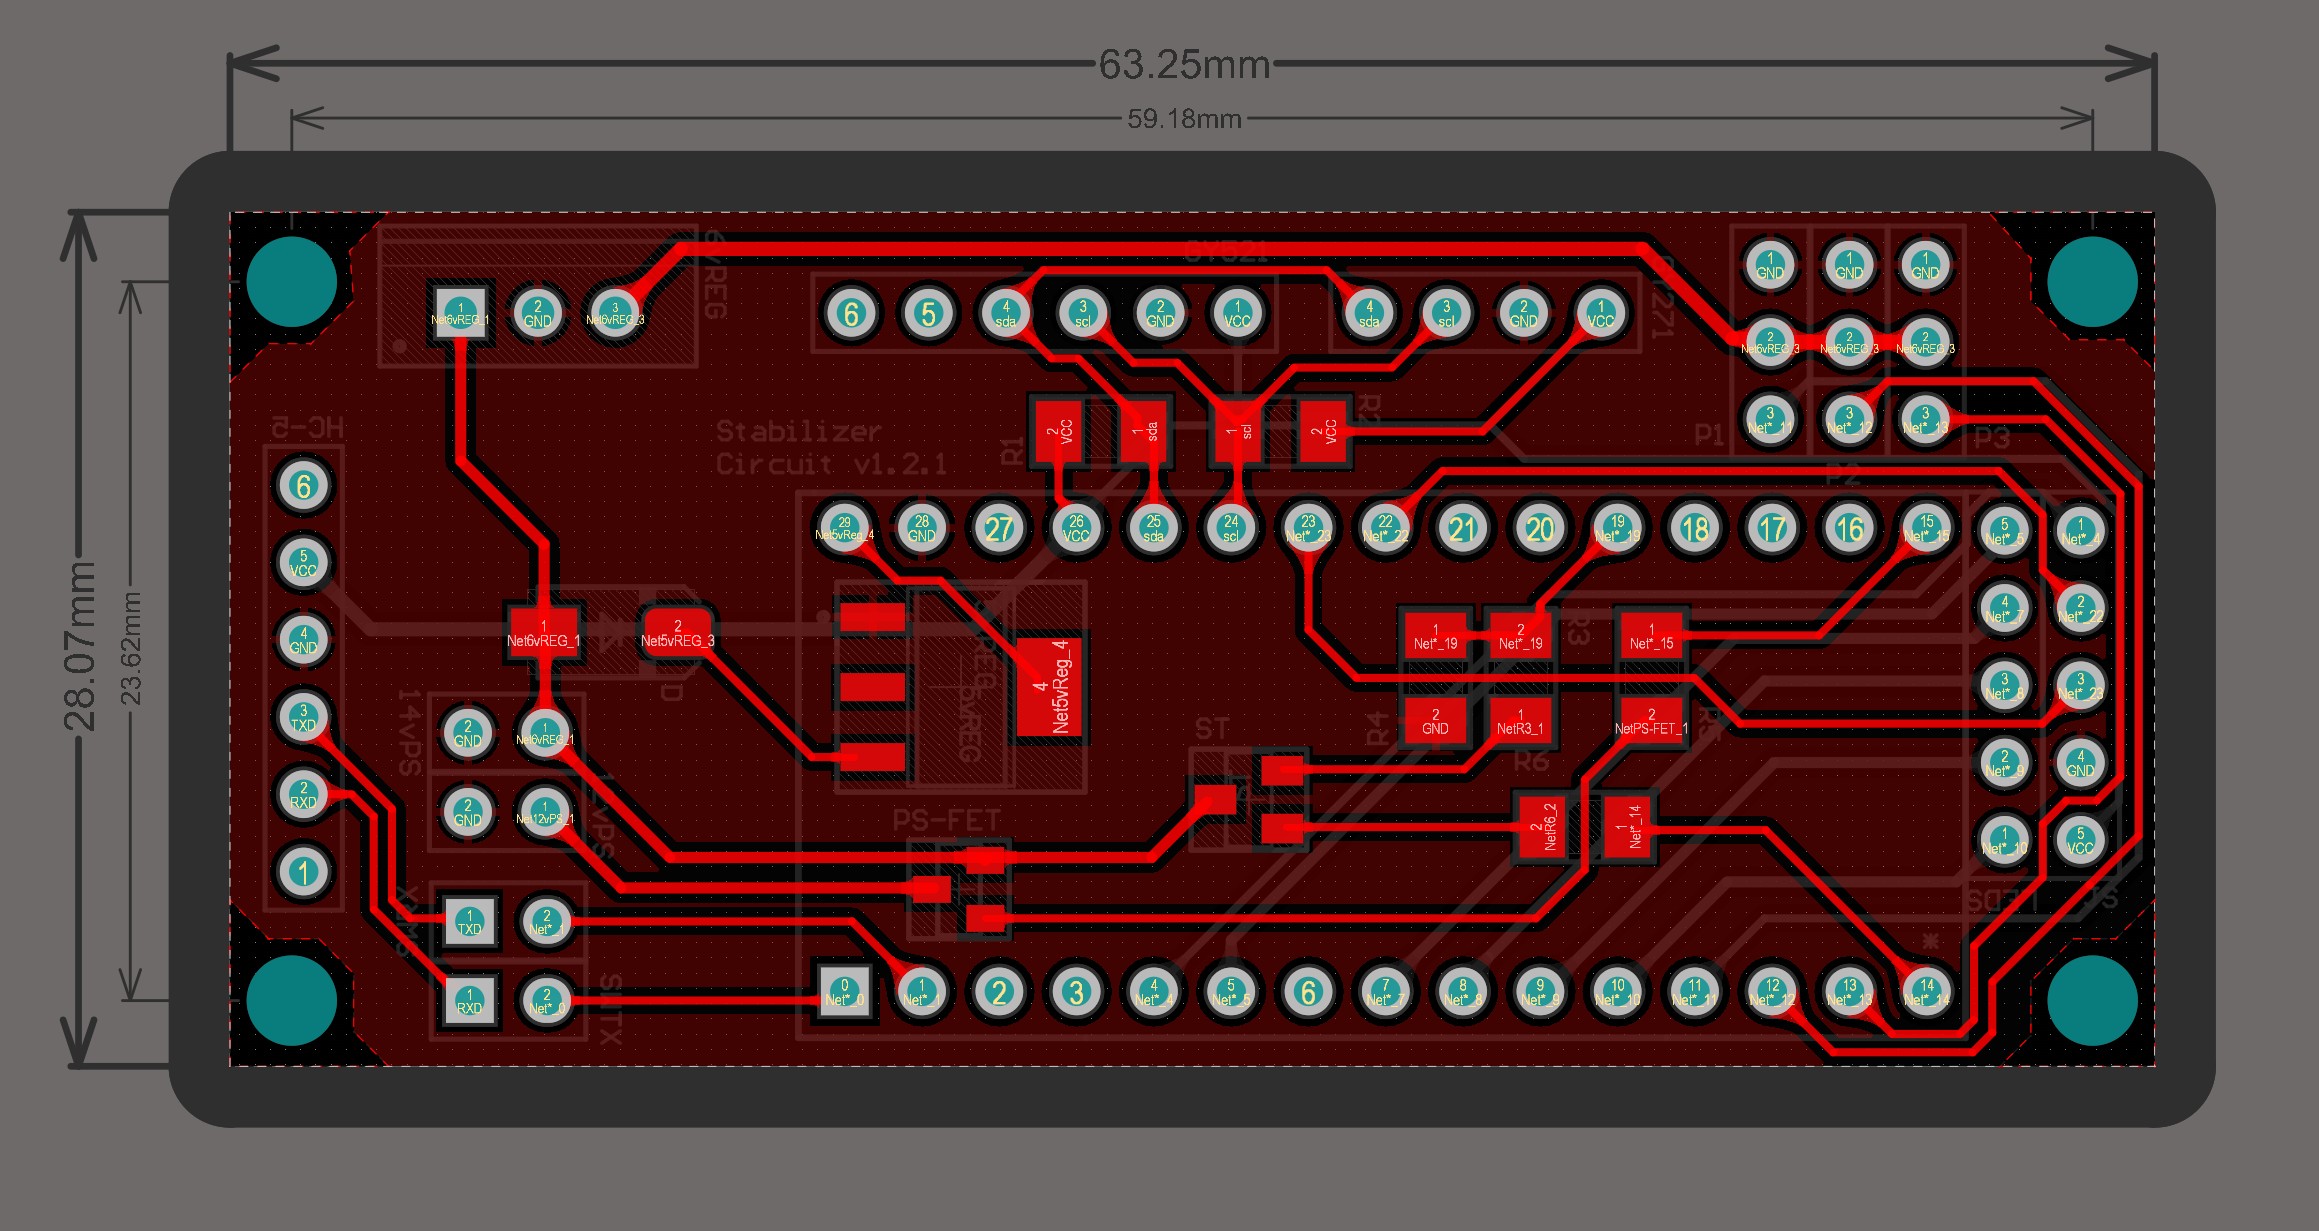 63.25mm
59.18mm
28.07mm
23.62mm
6VREG
GY521
GY271
1
Net6vREG_1
2
GND
3
Net6vREG_3
6
5
4
sda
3
scl
2
GND
1
VCC
4
sda
3
scl
2
GND
1
VCC
1
GND
1
GND
1
GND
2
Net6vREG_3
2
Net6vREG_3
2
Net6vREG_3
3
Net*_11
3
Net*_12
3
Net*_13
P1
P3
P2
HC-5
Stabilizer
Circuit v1.2.1
R1
2
VCC
1
sda
1
scl
2
VCC
R2
6
5
VCC
4
GND
3
TXD
2
RXD
1
29
Net5vReg_4
28
GND
27
26
VCC
25
sda
24
scl
23
Net*_23
22
Net*_22
21
20
19
Net*_19
18
17
16
15
Net*_15
5
Net*_5
1
Net*_4
4
Net*_7
2
Net*_22
3
Net*_8
3
Net*_23
2
Net*_9
4
GND
1
Net*_10
5
VCC
1
Net6vREG_1
2
Net5vREG_3
D
4
Net5vReg_4
5vREG
1
Net*_19
2
Net*_19
R3
1
Net*_15
2
GND
1
NetR3_1
2
NetPS-FET_1
R4
R5
R6
14vPS
2
GND
1
Net6vREG_1
2
GND
1
Net12vPS_1
12vPS
ST
PS-FET
2
NetR6_2
1
Net*_14
LEDS
1
TXD
2
Net*_1
1
RXD
2
Net*_0
0
Net*_0
1
Net*_1
2
3
4
Net*_4
5
Net*_5
6
7
Net*_7
8
Net*_8
9
Net*_9
10
Net*_10
11
Net*_11
12
Net*_12
13
Net*_13
14
Net*_14